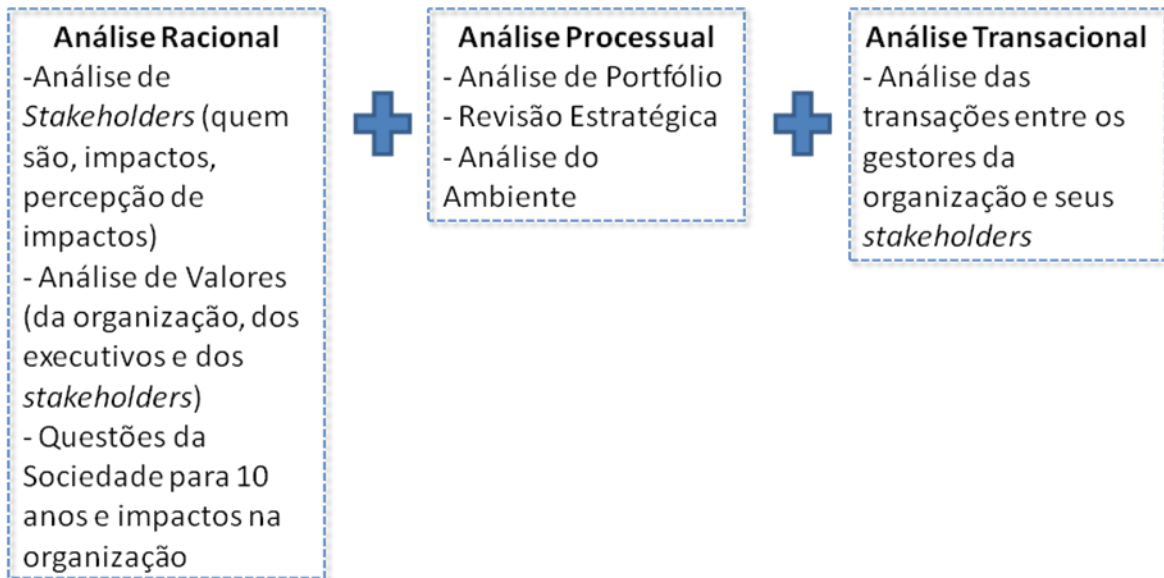 Análise Racional
-Análise de
Stakeholders (quem
são, impactos,
percepção de
impactos)
- Análise de Valores
(da organização, dos
executivos e dos
stakeholders)
- Questões da
Sociedade para 10
anos e impactos na
organização
Análise Processual
- Análise de Portfólio
- Revisão Estratégica
- Análise do
Ambiente
Análise Transacional
- Análise das
transações entre os
gestores da
organização e seus
stakeholders